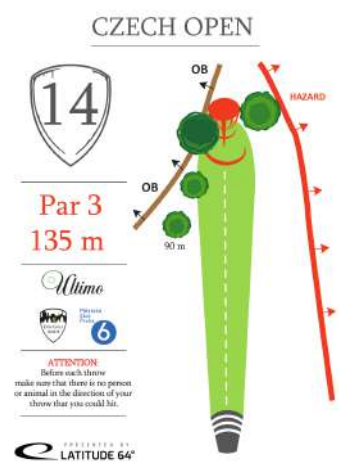 CZECH OPEN
14
OB
HAZARD
OB
Par 3
135 m
90 m
Ultimo
6
ATTENTION:
Before each throw
make sure that there is no person
or animal in the direction of your
throw that you could hit.
PRESENTED BY
LATITUDE 64°